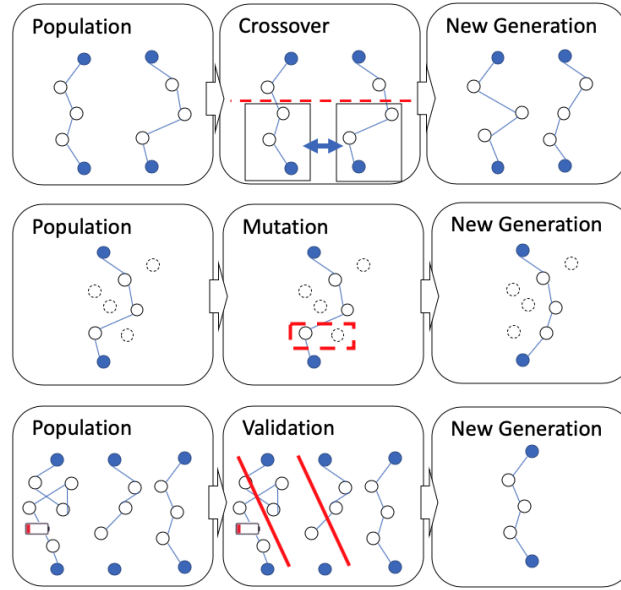 Population
Crossover
New Generation
Population
Mutation
New Generation
Population
Validation
New Generation